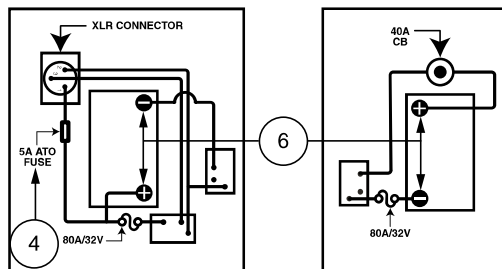 XLR CONNECTOR
40A
CB
5A ATO
FUSE
6
4
80A/32V
80A/32V